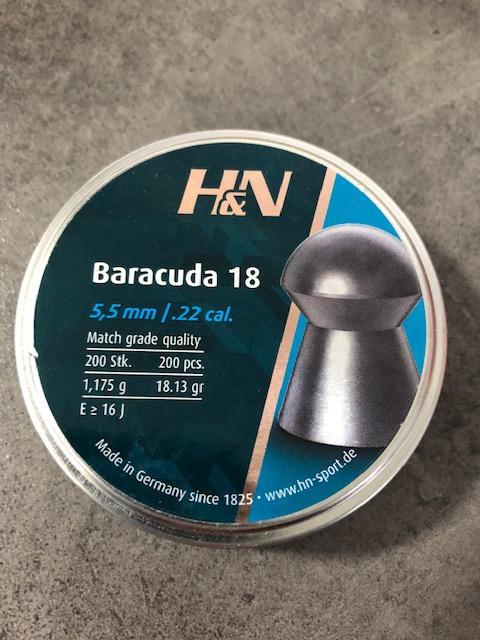 H&N
Baracuda 18
5,5 mm / .22 cal.
Match grade quality
200 Stk. 200 pcs.
1,175 g 18.13 gr
E ≥ 16 J
Made in Germany since 1825 • www.hn-sport.de